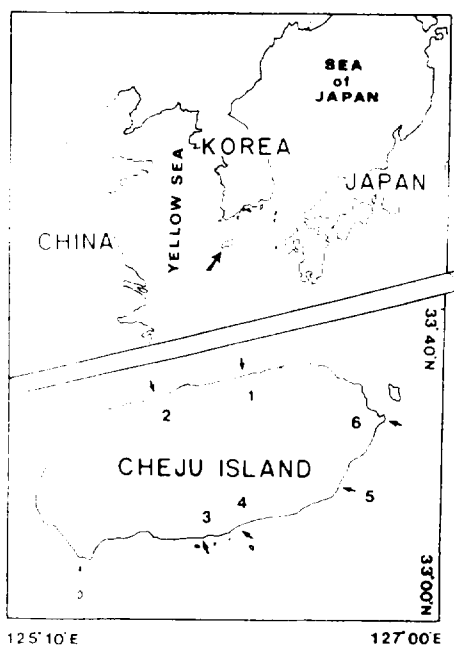 SEA
of
JAPAN
KOREA
YELLOW SEA
JAPAN
CHINA
33°40'N
1
2
6
CHEJU ISLAND
5
4
3
33°00'N
125°10'E
127°00'E